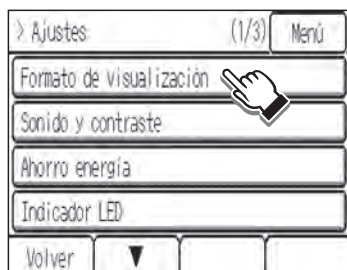 > Ajustes (1/3) Menú
Formato de visualización
Sonido y contraste
Ahorro energía
Indicador LED
Volver ▼